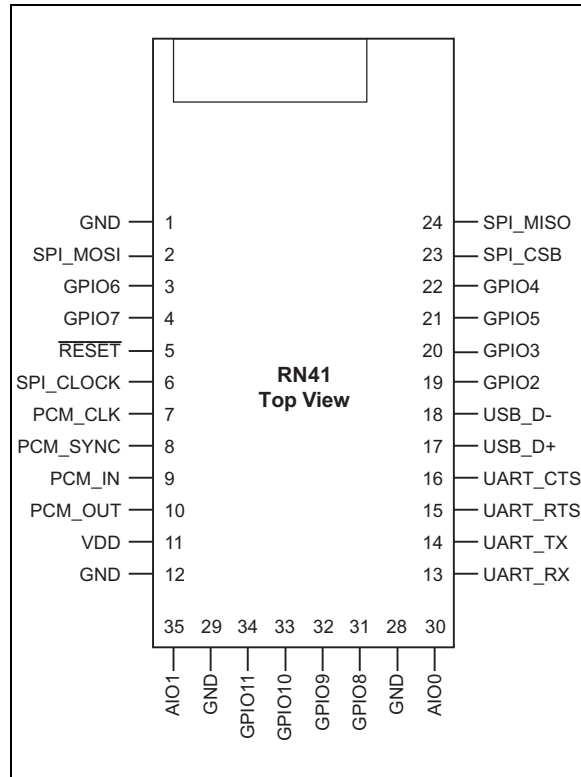 GND 1 24 SPI_MISO
SPI_MOSI 2 23 SPI_CSB
GPIO6 3 22 GPIO4
GPIO7 4 21 GPIO5
RESET 5 20 GPIO3
SPI_CLOCK 6 19 GPIO2
RN41
Top View
PCM_CLK 7 18 USB_D-
PCM_SYNC 8 17 USB_D+
PCM_IN 9 16 UART_CTS
PCM_OUT 10 15 UART_RTS
VDD 11 14 UART_TX
GND 12 13 UART_RX
35 29 34 33 32 31 28 30
AIO1 GND GPIO11 GPIO10 GPIO9 GPIO8 GND AIO0